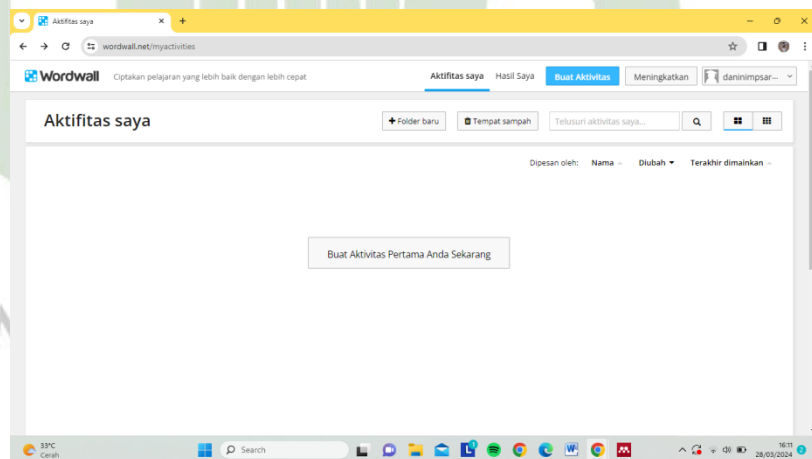 Aktifitas saya
wordwall.net/myactivities
Wordwall Ciptakan pelajaran yang lebih baik dengan lebih cepat Aktifitas saya Hasil Saya Buat Aktivitas Meningkatkan daninimpsar...
Aktifitas saya Folder baru Tempat sampah Telusuri aktivitas saya...
Dipesan oleh: Nama Diubah Terakhir dimainkan
Buat Aktivitas Pertama Anda Sekarang
33°C
Cerah
Search
16:11
28/03/2024